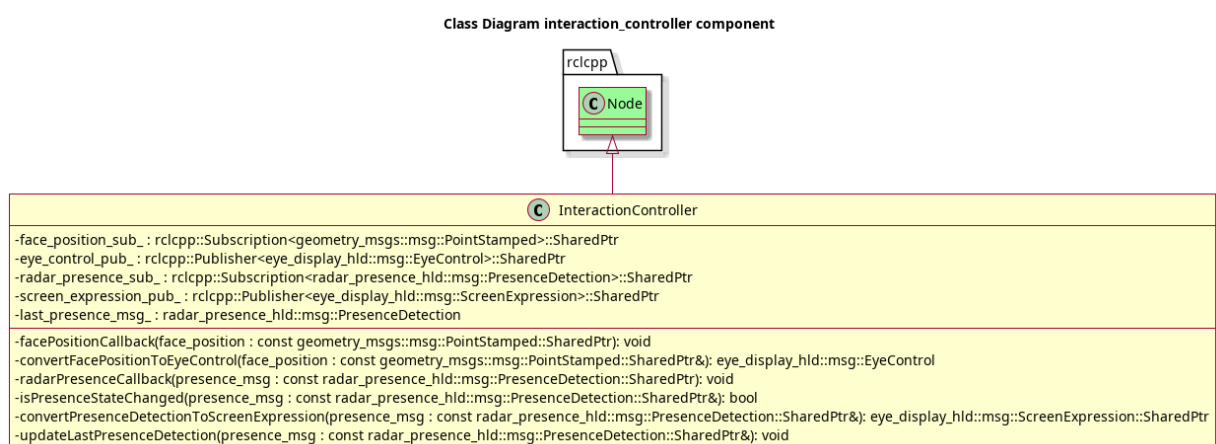 Class Diagram interaction_controller component
rclcpp
C Node
C InteractionController
-face_position_sub_ : rclcpp::Subscription<geometry_msgs::msg::PointStamped>::SharedPtr
-eye_control_pub_ : rclcpp::Publisher<eye_display_hld::msg::EyeControl>::SharedPtr
-radar_presence_sub_ : rclcpp::Subscription<radar_presence_hld::msg::PresenceDetection>::SharedPtr
-screen_expression_pub_ : rclcpp::Publisher<eye_display_hld::msg::ScreenExpression>::SharedPtr
-last_presence_msg_ : radar_presence_hld::msg::PresenceDetection
-facePositionCallback(face_position : const geometry_msgs::msg::PointStamped::SharedPtr): void
-convertFacePositionToEyeControl(face_position : const geometry_msgs::msg::PointStamped::SharedPtr&): eye_display_hld::msg::EyeControl
-radarPresenceCallback(presence_msg : const radar_presence_hld::msg::PresenceDetection::SharedPtr): void
-isPresenceStateChanged(presence_msg : const radar_presence_hld::msg::PresenceDetection::SharedPtr&): bool
-convertPresenceDetectionToScreenExpression(presence_msg : const radar_presence_hld::msg::PresenceDetection::SharedPtr&): eye_display_hld::msg::ScreenExpression::SharedPtr
-updateLastPresenceDetection(presence_msg : const radar_presence_hld::msg::PresenceDetection::SharedPtr&): void